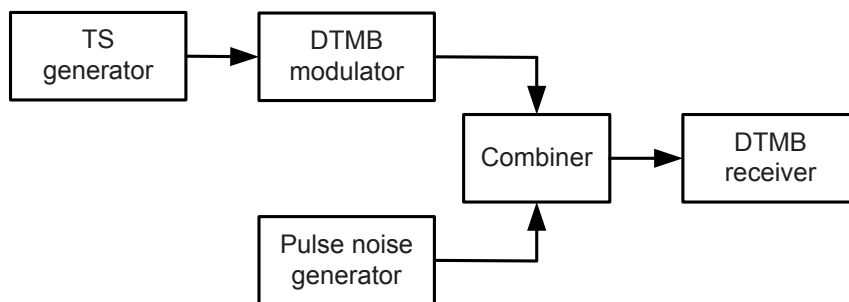 TS
generator
DTMB
modulator
Combiner
DTMB
receiver
Pulse noise
generator